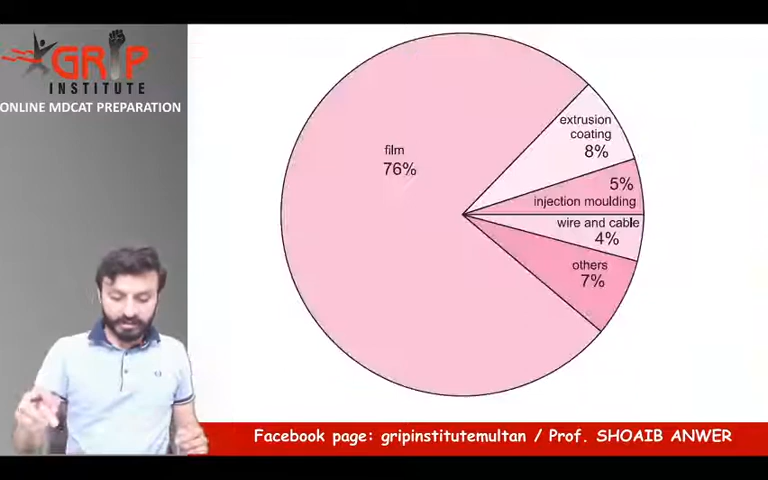 GRIP
INSTITUTE
ONLINE MDCAT PREPARATION
film
76%
extrusion
coating
8%
5%
injection moulding
wire and cable
4%
others
7%
Facebook page: gripinstitutemultan / Prof. SHOAIB ANWER